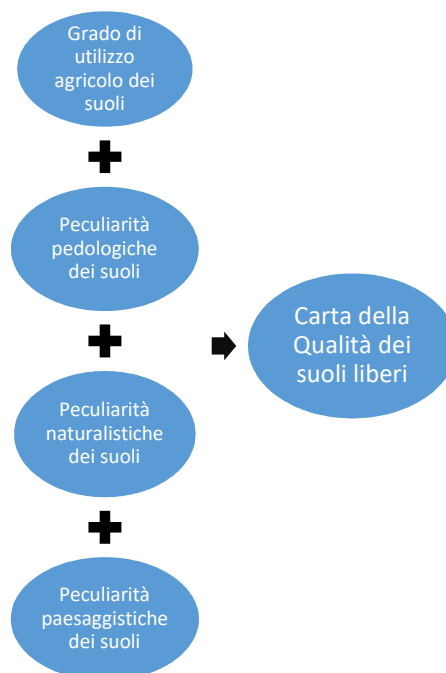 Grado di
utilizzo
agricolo dei
suoli
Peculiarità
pedologiche
dei suoli
Peculiarità
naturalistiche
dei suoli
Peculiarità
paesaggistiche
dei suoli
Carta della
Qualità dei
suoli liberi